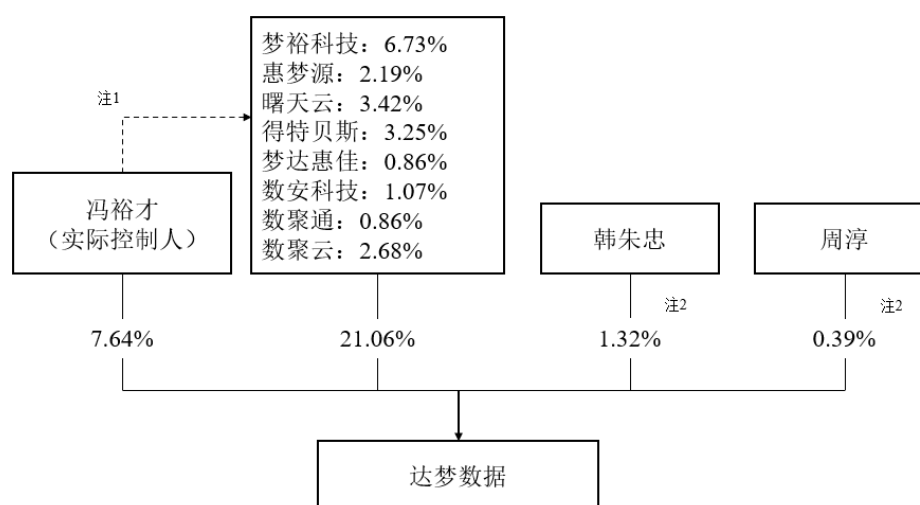 梦裕科技：6.73%
惠梦源：2.19%
曙天云：3.42%
得特贝斯：3.25%
梦达惠佳：0.86%
数安科技：1.07%
数聚通：0.86%
数聚云：2.68%
注1
冯裕才
（实际控制人）
韩朱忠
周淳
注2
注2
7.64%
21.06%
1.32%
0.39%
达梦数据